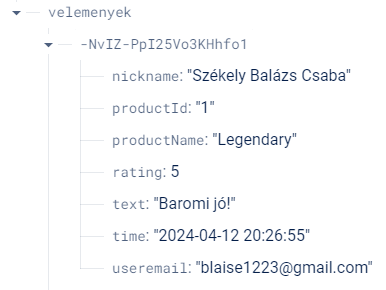 velemenyek
-NvIZ-PpI25Vo3KHhfo1
nickname: "Székely Balázs Csaba"
productId: "1"
productName: "Legendary"
rating: 5
text: "Baromi jó!"
time: "2024-04-12 20:26:55"
useremail: "blaise1223@gmail.com"